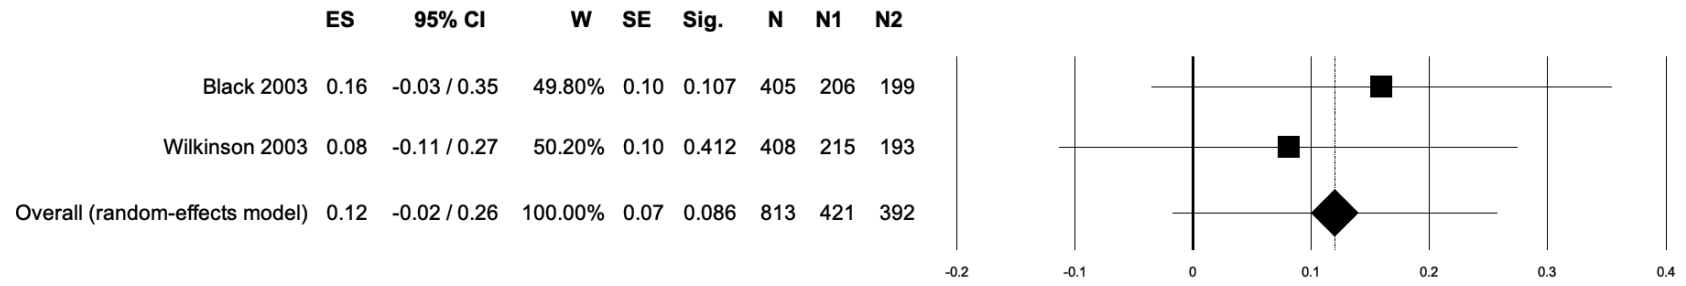 ES 95% CI W SE Sig. N N1 N2
Black 2003 0.16 -0.03 / 0.35 49.80% 0.10 0.107 405 206 199
Wilkinson 2003 0.08 -0.11 / 0.27 50.20% 0.10 0.412 408 215 193
Overall (random-effects model) 0.12 -0.02 / 0.26 100.00% 0.07 0.086 813 421 392
-0.2 -0.1 0 0.1 0.2 0.3 0.4